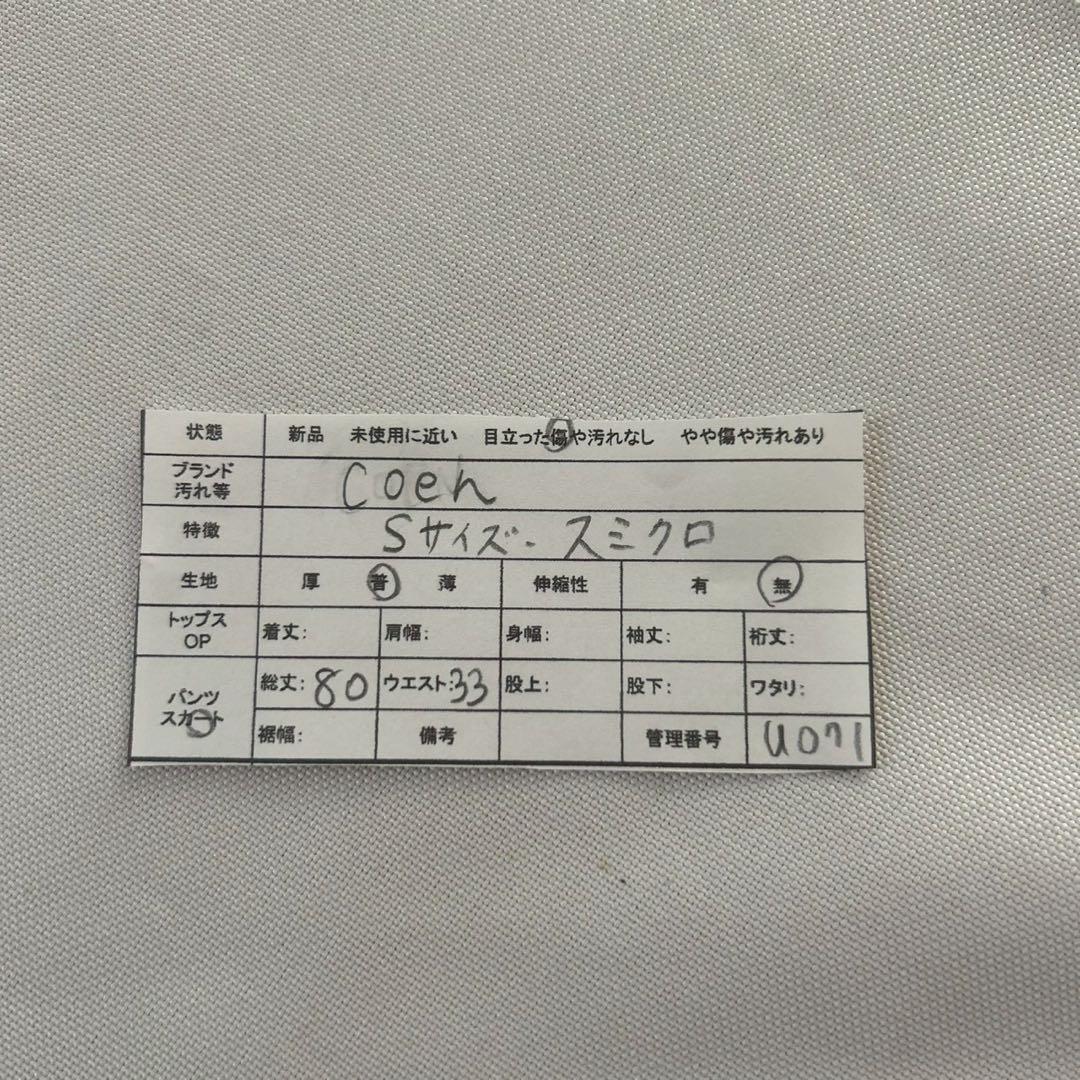 状態 新品 未使用に近い 目立った傷や汚れなし やや傷や汚れあり
ブランド
汚れ等 coen
特徴 Sサイズ- スミクロ
生地 厚 普 薄 伸縮性 有 無
トップス
OP 着丈: 肩幅: 身幅: 袖丈: 裄丈:
パンツ
スカート 総丈: 80 ウエスト: 33 股上: 股下: ワタリ:
裾幅: 備考 管理番号 U071